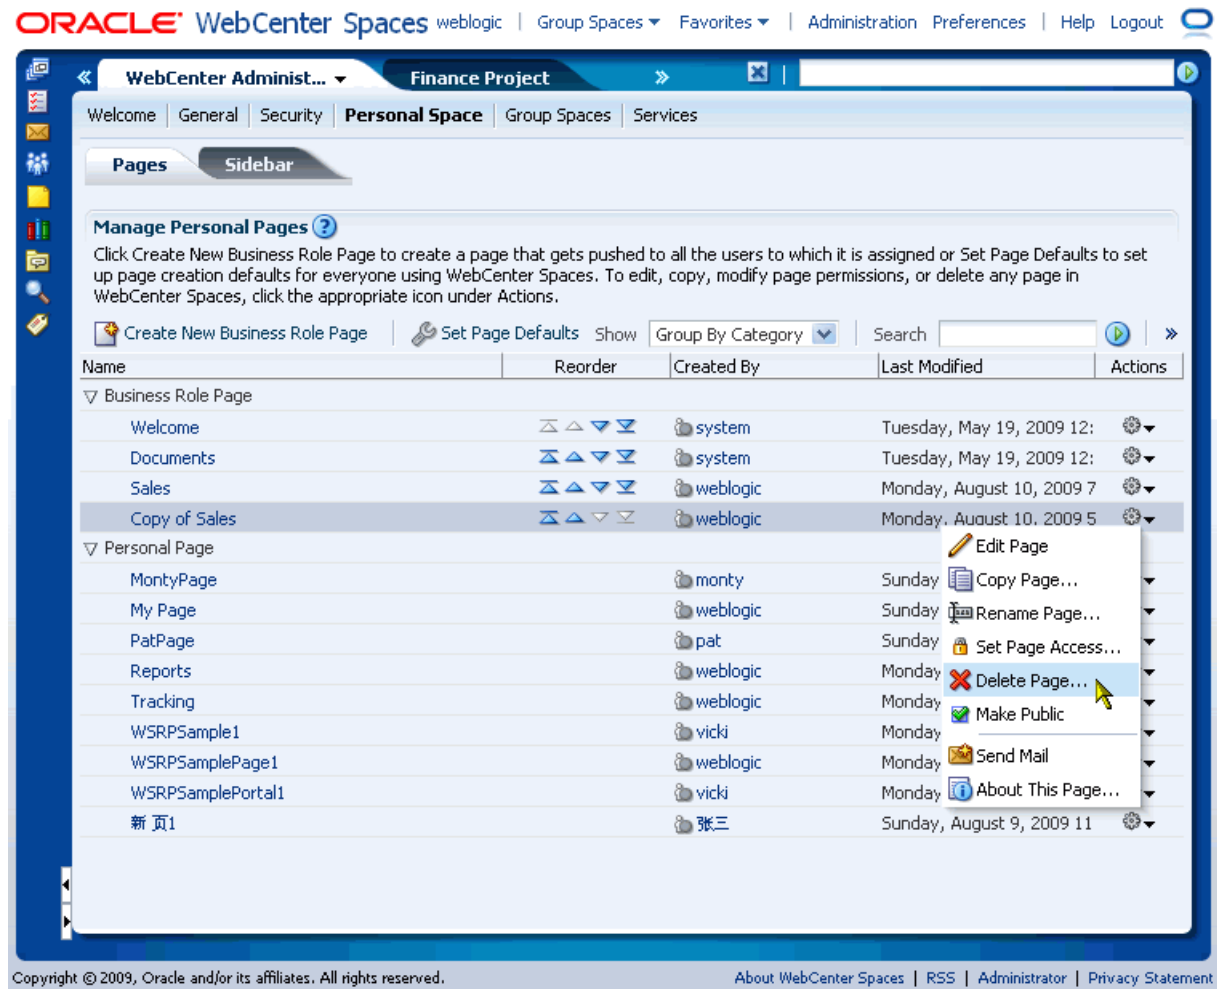 ORACLE WebCenter Spaces weblogic | Group Spaces Favorites | Administration Preferences | Help Logout
WebCenter Administ... Finance Project
Welcome General Security Personal Space Group Spaces Services
Pages Sidebar
Manage Personal Pages
Click Create New Business Role Page to create a page that gets pushed to all the users to which it is assigned or Set Page Defaults to set
up page creation defaults for everyone using WebCenter Spaces. To edit, copy, modify page permissions, or delete any page in
WebCenter Spaces, click the appropriate icon under Actions.
Create New Business Role Page Set Page Defaults Show Group By Category Search
Name Reorder Created By Last Modified Actions
Business Role Page
Welcome system Tuesday, May 19, 2009 12:
Documents system Tuesday, May 19, 2009 12:
Sales weblogic Monday, August 10, 2009 7
Copy of Sales weblogic Monday, August 10, 2009 5
Personal Page
Edit Page
MontyPage monty Sunday
Copy Page...
My Page weblogic Sunday
Rename Page...
PatPage pat Sunday
Set Page Access...
Reports weblogic Monday
Delete Page...
Tracking weblogic Monday
Make Public
WSRPSample1 vicki Monday
WSRPSamplePage1 weblogic Monday
Send Mail
WSRPSamplePortal1 vicki Monday
About This Page...
新 页1 张三 Sunday, August 9, 2009 11
Copyright © 2009, Oracle and/or its affiliates. All rights reserved. About WebCenter Spaces | RSS | Administrator | Privacy Statement